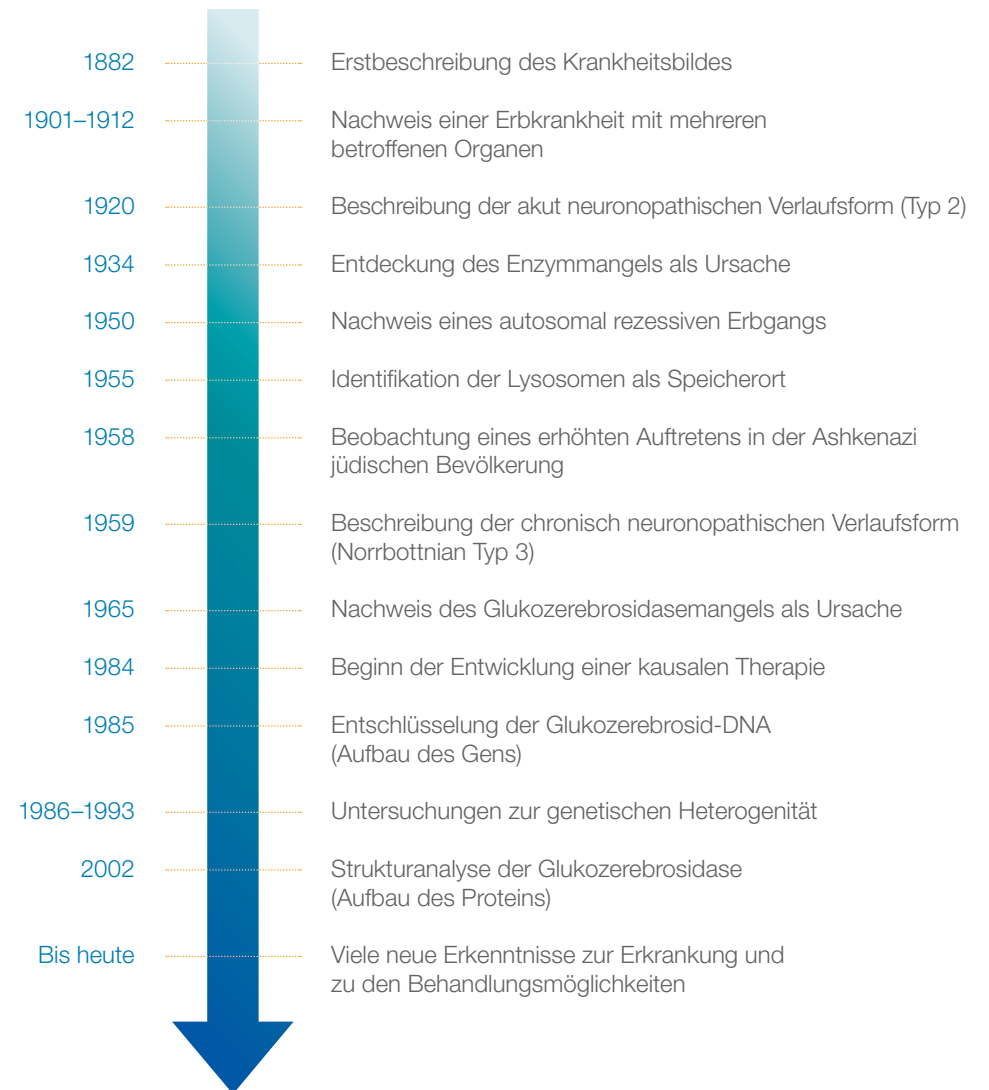 1882 Erstbeschreibung des Krankheitsbildes
1901–1912 Nachweis einer Erbkrankheit mit mehreren
betroffenen Organen
1920 Beschreibung der akut neuronopathischen Verlaufsform (Typ 2)
1934 Entdeckung des Enzymmangels als Ursache
1950 Nachweis eines autosomal rezessiven Erbgangs
1955 Identifikation der Lysosomen als Speicherort
1958 Beobachtung eines erhöhten Auftretens in der Ashkenazi
jüdischen Bevölkerung
1959 Beschreibung der chronisch neuronopathischen Verlaufsform
(Norrbottnian Typ 3)
1965 Nachweis des Glukozerebrosidasemangels als Ursache
1984 Beginn der Entwicklung einer kausalen Therapie
1985 Entschlüsselung der Glukozerebrosid-DNA
(Aufbau des Gens)
1986–1993 Untersuchungen zur genetischen Heterogenität
2002 Strukturanalyse der Glukozerebrosidase
(Aufbau des Proteins)
Bis heute Viele neue Erkenntnisse zur Erkrankung und
zu den Behandlungsmöglichkeiten